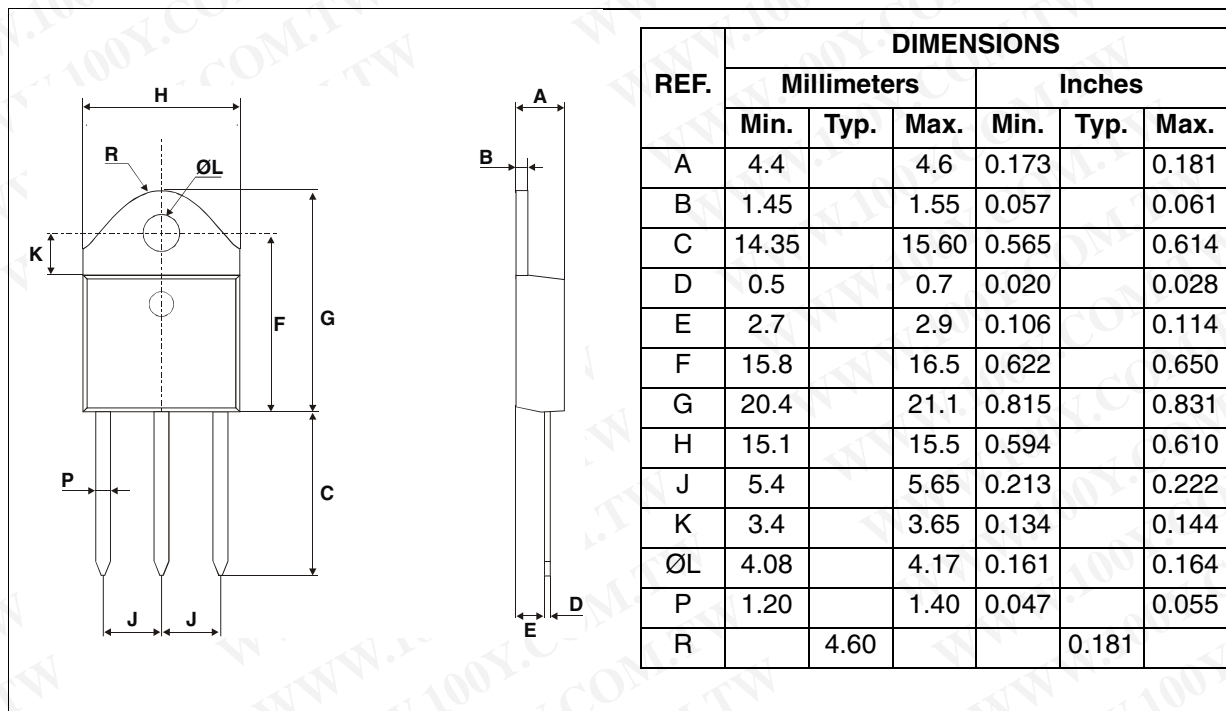 H
A
R
ØL
B
K
F
G
P
C
J
J
D
E
DIMENSIONS
REF. Millimeters Inches
Min. Typ. Max. Min. Typ. Max.
A 4.4 4.6 0.173 0.181
B 1.45 1.55 0.057 0.061
C 14.35 15.60 0.565 0.614
D 0.5 0.7 0.020 0.028
E 2.7 2.9 0.106 0.114
F 15.8 16.5 0.622 0.650
G 20.4 21.1 0.815 0.831
H 15.1 15.5 0.594 0.610
J 5.4 5.65 0.213 0.222
K 3.4 3.65 0.134 0.144
ØL 4.08 4.17 0.161 0.164
P 1.20 1.40 0.047 0.055
R 4.60 0.181
WWW.100Y.COM.TW